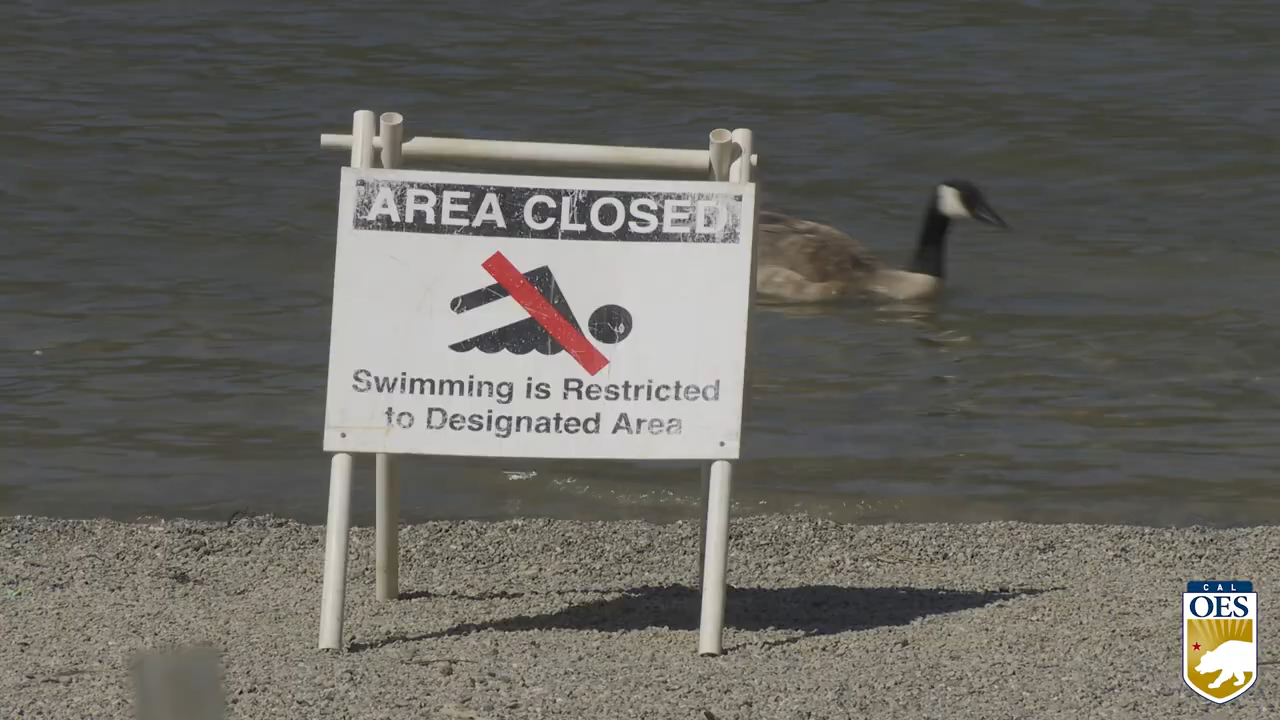 AREA CLOSED
Swimming is Restricted
to Designated Area
CAL
OES